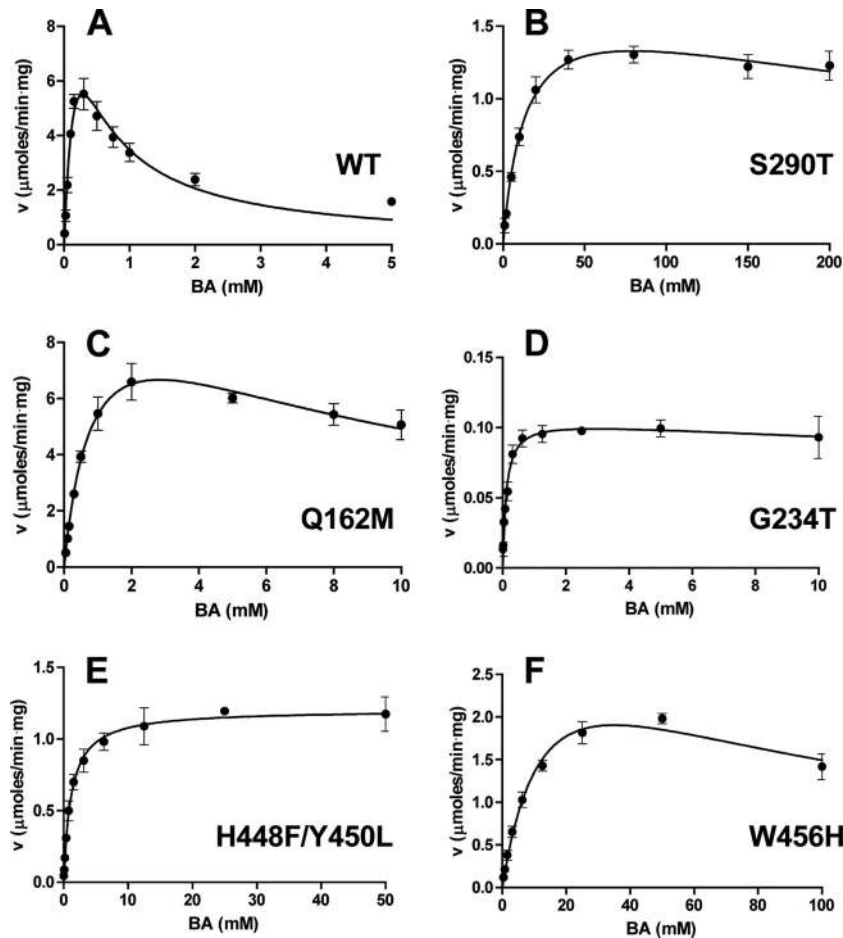 A
v (μmoles/min·mg)
8
6
4
2
0
0 1 2 3 4 5
BA (mM)
WT
B
v (μmoles/min·mg)
1.5
1.0
0.5
0.0
0 50 100 150 200
BA (mM)
S290T
C
v (μmoles/min·mg)
8
6
4
2
0
0 2 4 6 8 10
BA (mM)
Q162M
D
v (μmoles/min·mg)
0.15
0.10
0.05
0.00
0 2 4 6 8 10
BA (mM)
G234T
E
v (μmoles/min·mg)
1.5
1.0
0.5
0.0
0 10 20 30 40 50
BA (mM)
H448F/Y450L
F
v (μmoles/min·mg)
2.5
2.0
1.5
1.0
0.5
0.0
0 20 40 60 80 100
BA (mM)
W456H